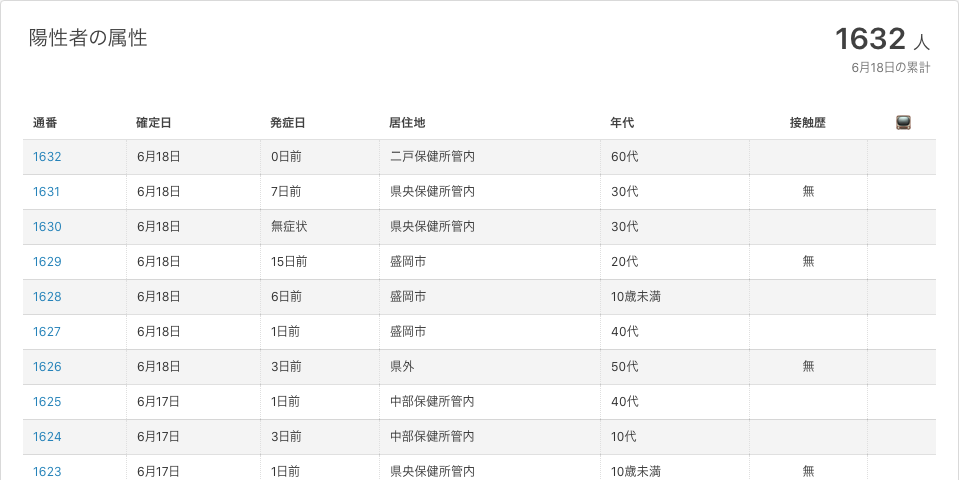 陽性者の属性
1632 人
6月18日の累計
通番 確定日 発症日 居住地 年代 接触歴
1632 6月18日 0日前 二戸保健所管内 60代
1631 6月18日 7日前 県央保健所管内 30代 無
1630 6月18日 無症状 県央保健所管内 30代
1629 6月18日 15日前 盛岡市 20代 無
1628 6月18日 6日前 盛岡市 10歳未満
1627 6月18日 1日前 盛岡市 40代
1626 6月18日 3日前 県外 50代 無
1625 6月17日 1日前 中部保健所管内 40代
1624 6月17日 3日前 中部保健所管内 10代
1623 6月17日 1日前 県央保健所管内 10歳未満 無